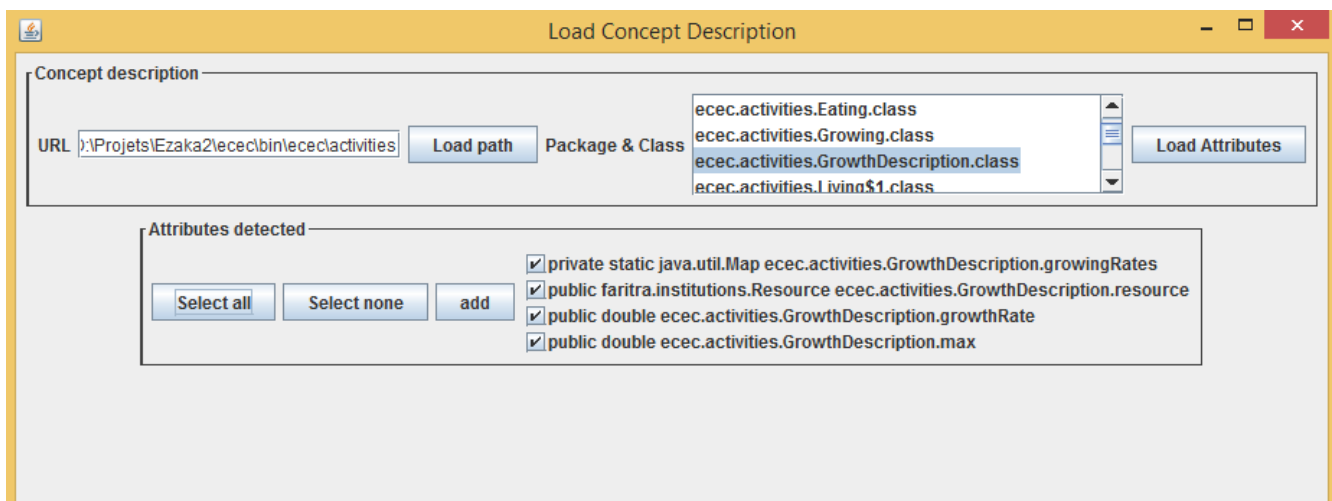 Load Concept Description
Concept description
URL :\Projets\Ezaka2\ecec\bin\ecec\activities Load path Package & Class
ecec.activities.Eating.class
ecec.activities.Growing.class
ecec.activities.GrowthDescription.class
ecec.activities.Living$1.class
Load Attributes
Attributes detected
Select all Select none add
private static java.util.Map ecec.activities.GrowthDescription.growingRates
public faritra.institutions.Resource ecec.activities.GrowthDescription.resource
public double ecec.activities.GrowthDescription.growthRate
public double ecec.activities.GrowthDescription.max